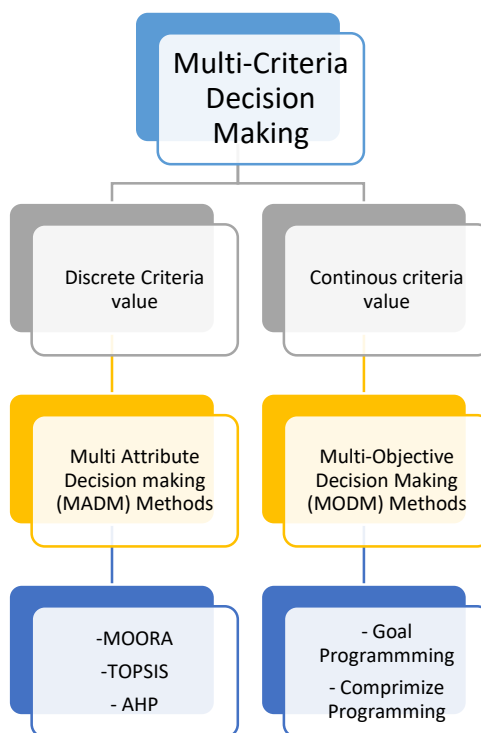 Multi-Criteria
Decision
Making
Discrete Criteria
value
Continous criteria
value
Multi Attribute
Decision making
(MADM) Methods
Multi-Objective
Decision Making
(MODM) Methods
-MOORA
-TOPSIS
- AHP
- Goal
Programmming
- Comprimize
Programming